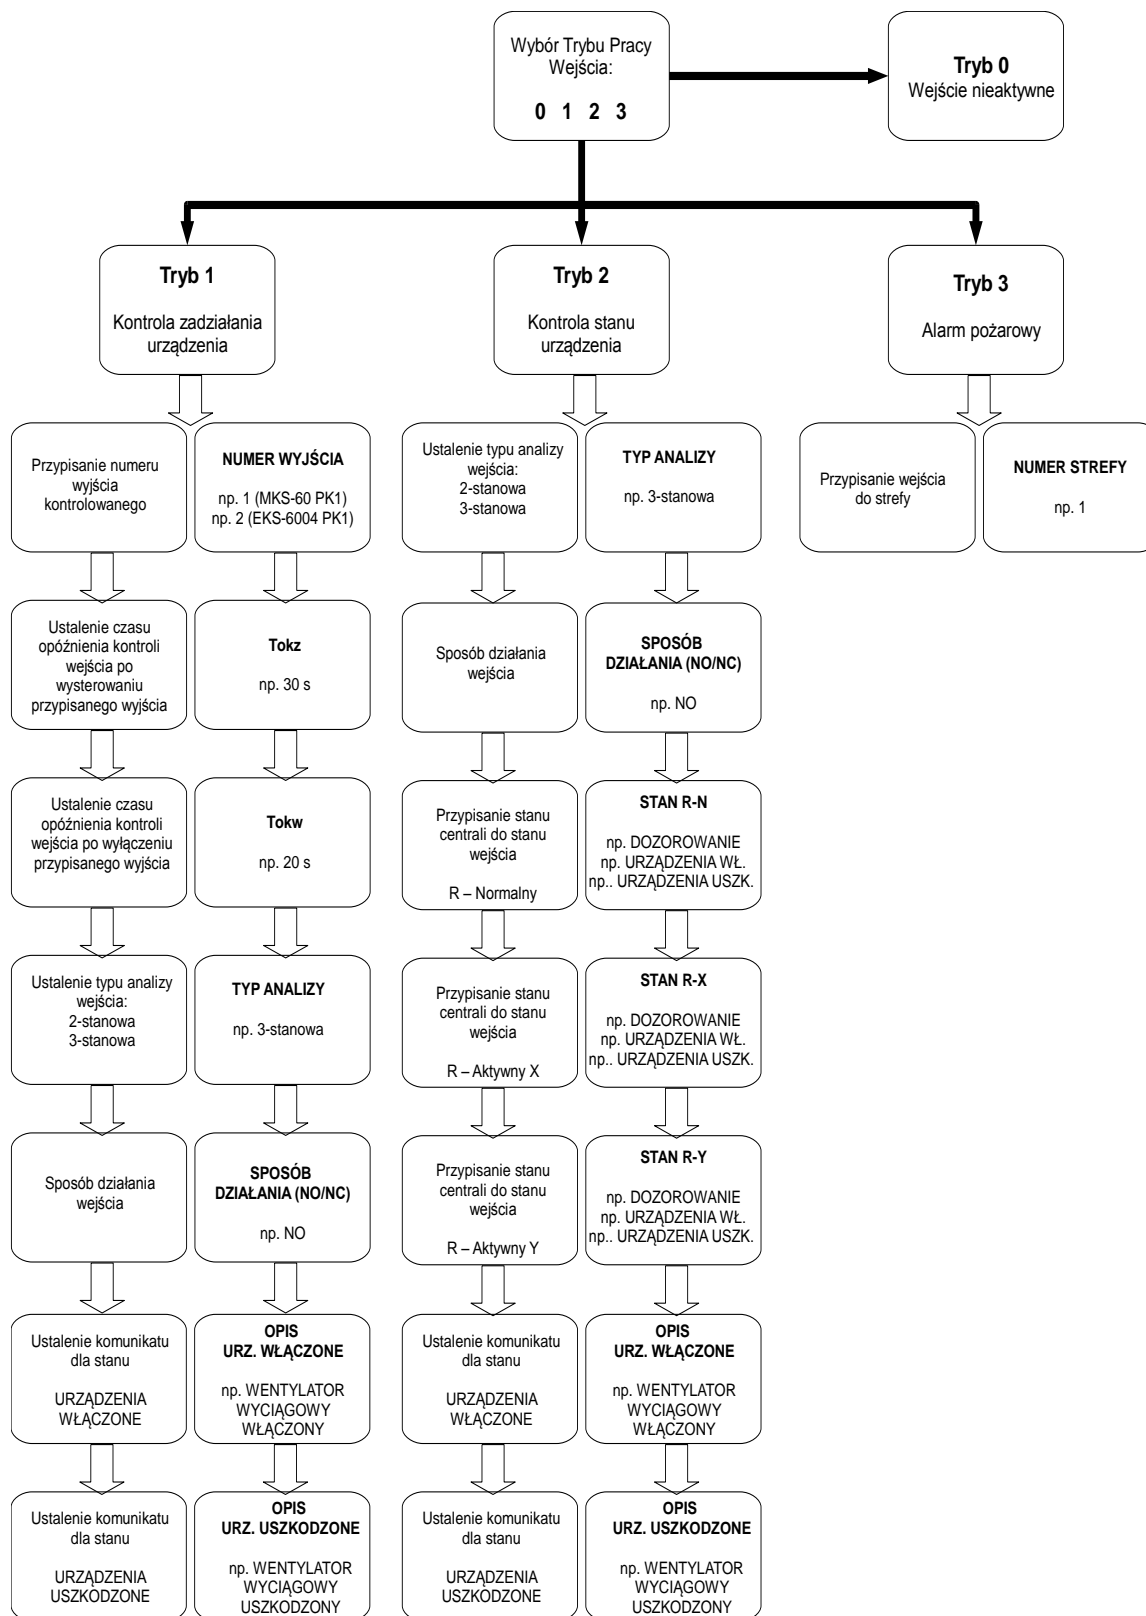 Wybór Trybu Pracy
Wejścia:
0 1 2 3
Tryb 0
Wejście nieaktywne
Tryb 1
Kontrola zadziałania
urządzenia
Tryb 2
Kontrola stanu
urządzenia
Tryb 3
Alarm pożarowy
Przypisanie numeru
wyjścia
kontrolowanego
NUMER WYJŚCIA
np. 1 (MKS-60 PK1)
np. 2 (EKS-6004 PK1)
Ustalenie typu analizy
wejścia:
2-stanowa
3-stanowa
TYP ANALIZY
np. 3-stanowa
Przypisanie wejścia
do strefy
NUMER STREFY
np. 1
Ustalenie czasu
opóźnienia kontroli
wejścia po
wysterowaniu
przypisanego wyjścia
Tokz
np. 30 s
Sposób działania
wejścia
SPOSÓB
DZIAŁANIA (NO/NC)
np. NO
Ustalenie czasu
opóźnienia kontroli
wejścia po wyłączeniu
przypisanego wyjścia
Tokw
np. 20 s
Przypisanie stanu
centrali do stanu
wejścia
R – Normalny
STAN R-N
np. DOZOROWANIE
np. URZĄDZENIA WŁ.
np.. URZĄDZENIA USZK.
Ustalenie typu analizy
wejścia:
2-stanowa
3-stanowa
TYP ANALIZY
np. 3-stanowa
Przypisanie stanu
centrali do stanu
wejścia
R – Aktywny X
STAN R-X
np. DOZOROWANIE
np. URZĄDZENIA WŁ.
np.. URZĄDZENIA USZK.
Sposób działania
wejścia
SPOSÓB
DZIAŁANIA (NO/NC)
np. NO
Przypisanie stanu
centrali do stanu
wejścia
R – Aktywny Y
STAN R-Y
np. DOZOROWANIE
np. URZĄDZENIA WŁ.
np.. URZĄDZENIA USZK.
Ustalenie komunikatu
dla stanu
URZĄDZENIA
WŁĄCZONE
OPIS
URZ. WŁĄCZONE
np. WENTYLATOR
WYCIĄGOWY
WŁĄCZONY
Ustalenie komunikatu
dla stanu
URZĄDZENIA
WŁĄCZONE
OPIS
URZ. WŁĄCZONE
np. WENTYLATOR
WYCIĄGOWY
WŁĄCZONY
Ustalenie komunikatu
dla stanu
URZĄDZENIA
USZKODZONE
OPIS
URZ. USZKODZONE
np. WENTYLATOR
WYCIĄGOWY
USZKODZONY
Ustalenie komunikatu
dla stanu
URZĄDZENIA
USZKODZONE
OPIS
URZ. USZKODZONE
np. WENTYLATOR
WYCIĄGOWY
USZKODZONY